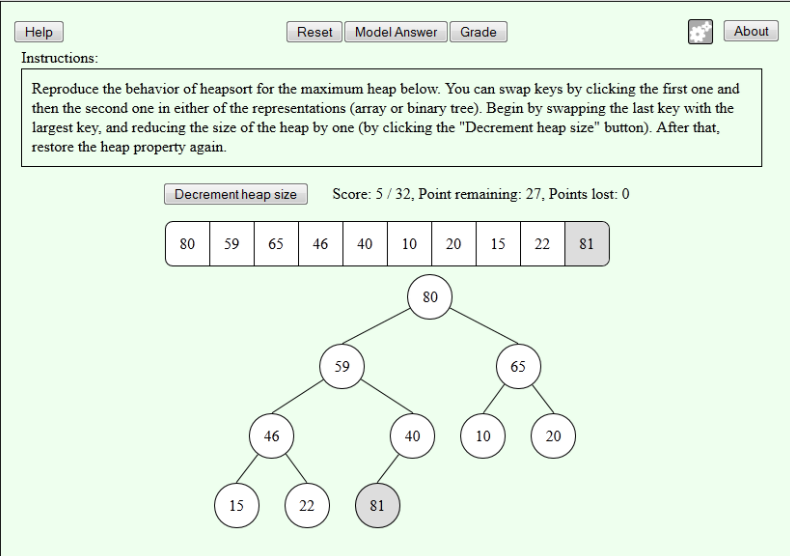 Help Reset Model Answer Grade About
Instructions:
Reproduce the behavior of heapsort for the maximum heap below. You can swap keys by clicking the first one and
then the second one in either of the representations (array or binary tree). Begin by swapping the last key with the
largest key, and reducing the size of the heap by one (by clicking the "Decrement heap size" button). After that,
restore the heap property again.
Decrement heap size Score: 5 / 32, Point remaining: 27, Points lost: 0
80 59 65 46 40 10 20 15 22 81
80
59 65
46 40 10 20
15 22 81